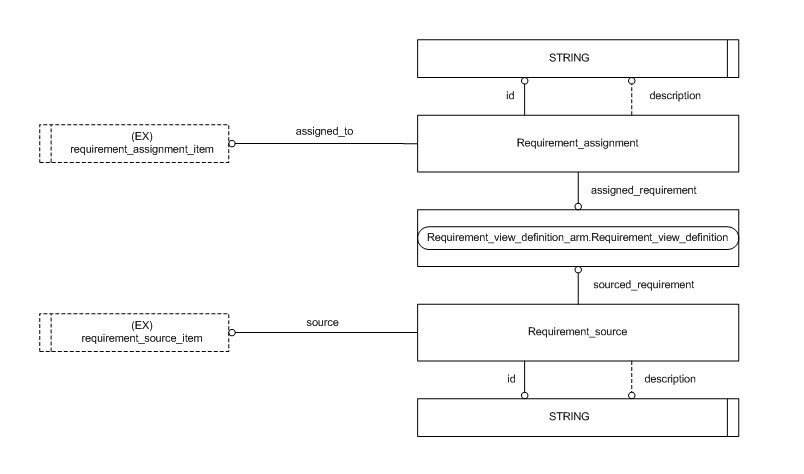 STRING
id
description
(EX)
requirement_assignment_item
assigned_to
Requirement_assignment
assigned_requirement
Requirement_view_definition_arm.Requirement_view_definition
sourced_requirement
(EX)
requirement_source_item
source
Requirement_source
id
description
STRING